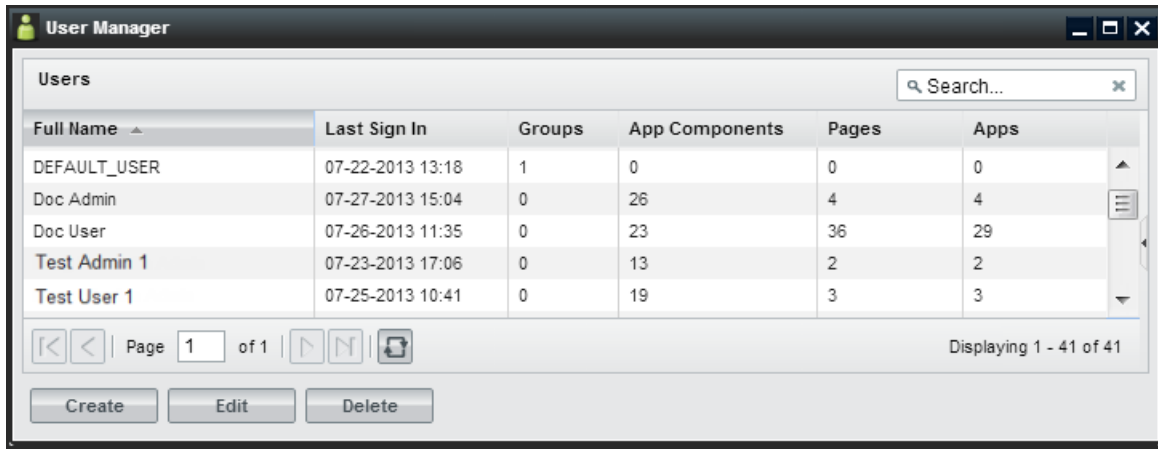 User Manager
Users Search...
Full Name Last Sign In Groups App Components Pages Apps
DEFAULT_USER 07-22-2013 13:18 1 0 0 0
Doc Admin 07-27-2013 15:04 0 26 4 4
Doc User 07-26-2013 11:35 0 23 36 29
Test Admin 1 07-23-2013 17:06 0 13 2 2
Test User 1 07-25-2013 10:41 0 19 3 3
Page 1 of 1 Displaying 1 - 41 of 41
Create Edit Delete